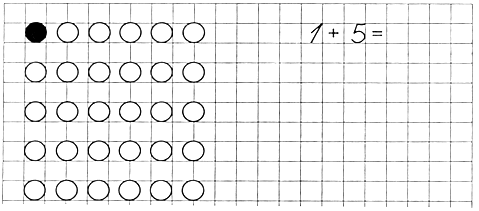 1 + 5 =